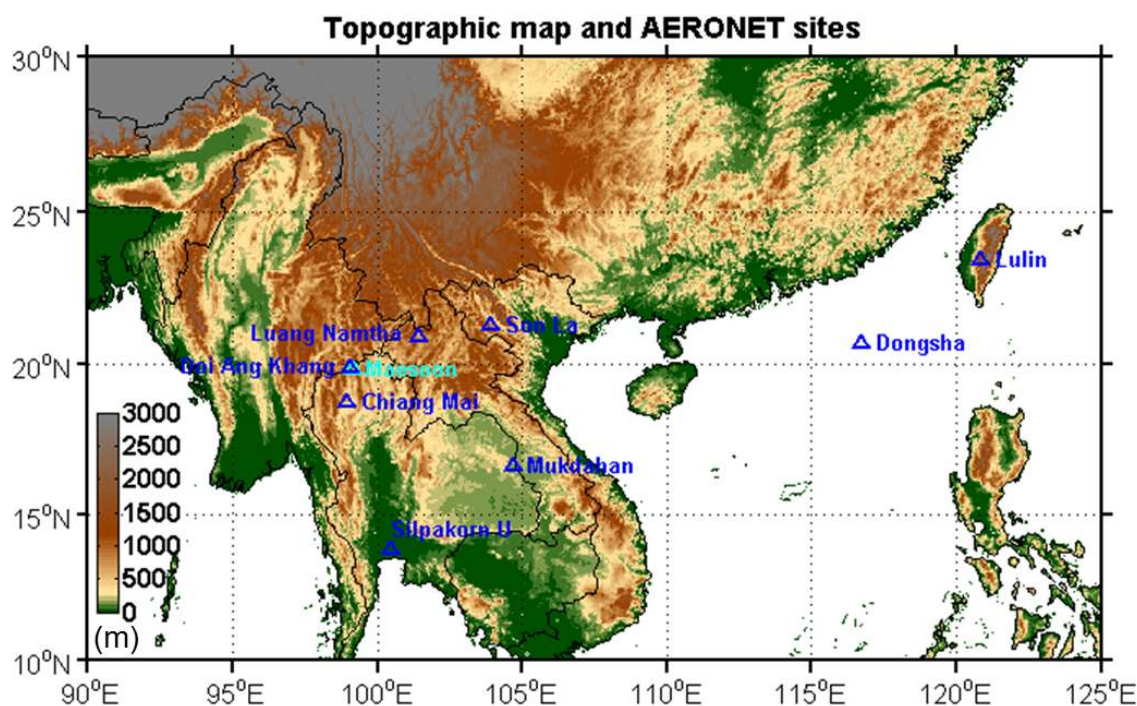 Topographic map and AERONET sites
30°N
25°N
Lulin
Son La
Luang Namtha
Dongsha
20°N
Doi Ang Khang
Maesoon
Chiang Mai
3000
2500
2000
1500
1000
500
0
(m)
Mukdahan
15°N
Silpakorn U
10°N
90°E 95°E 100°E 105°E 110°E 115°E 120°E 125°E